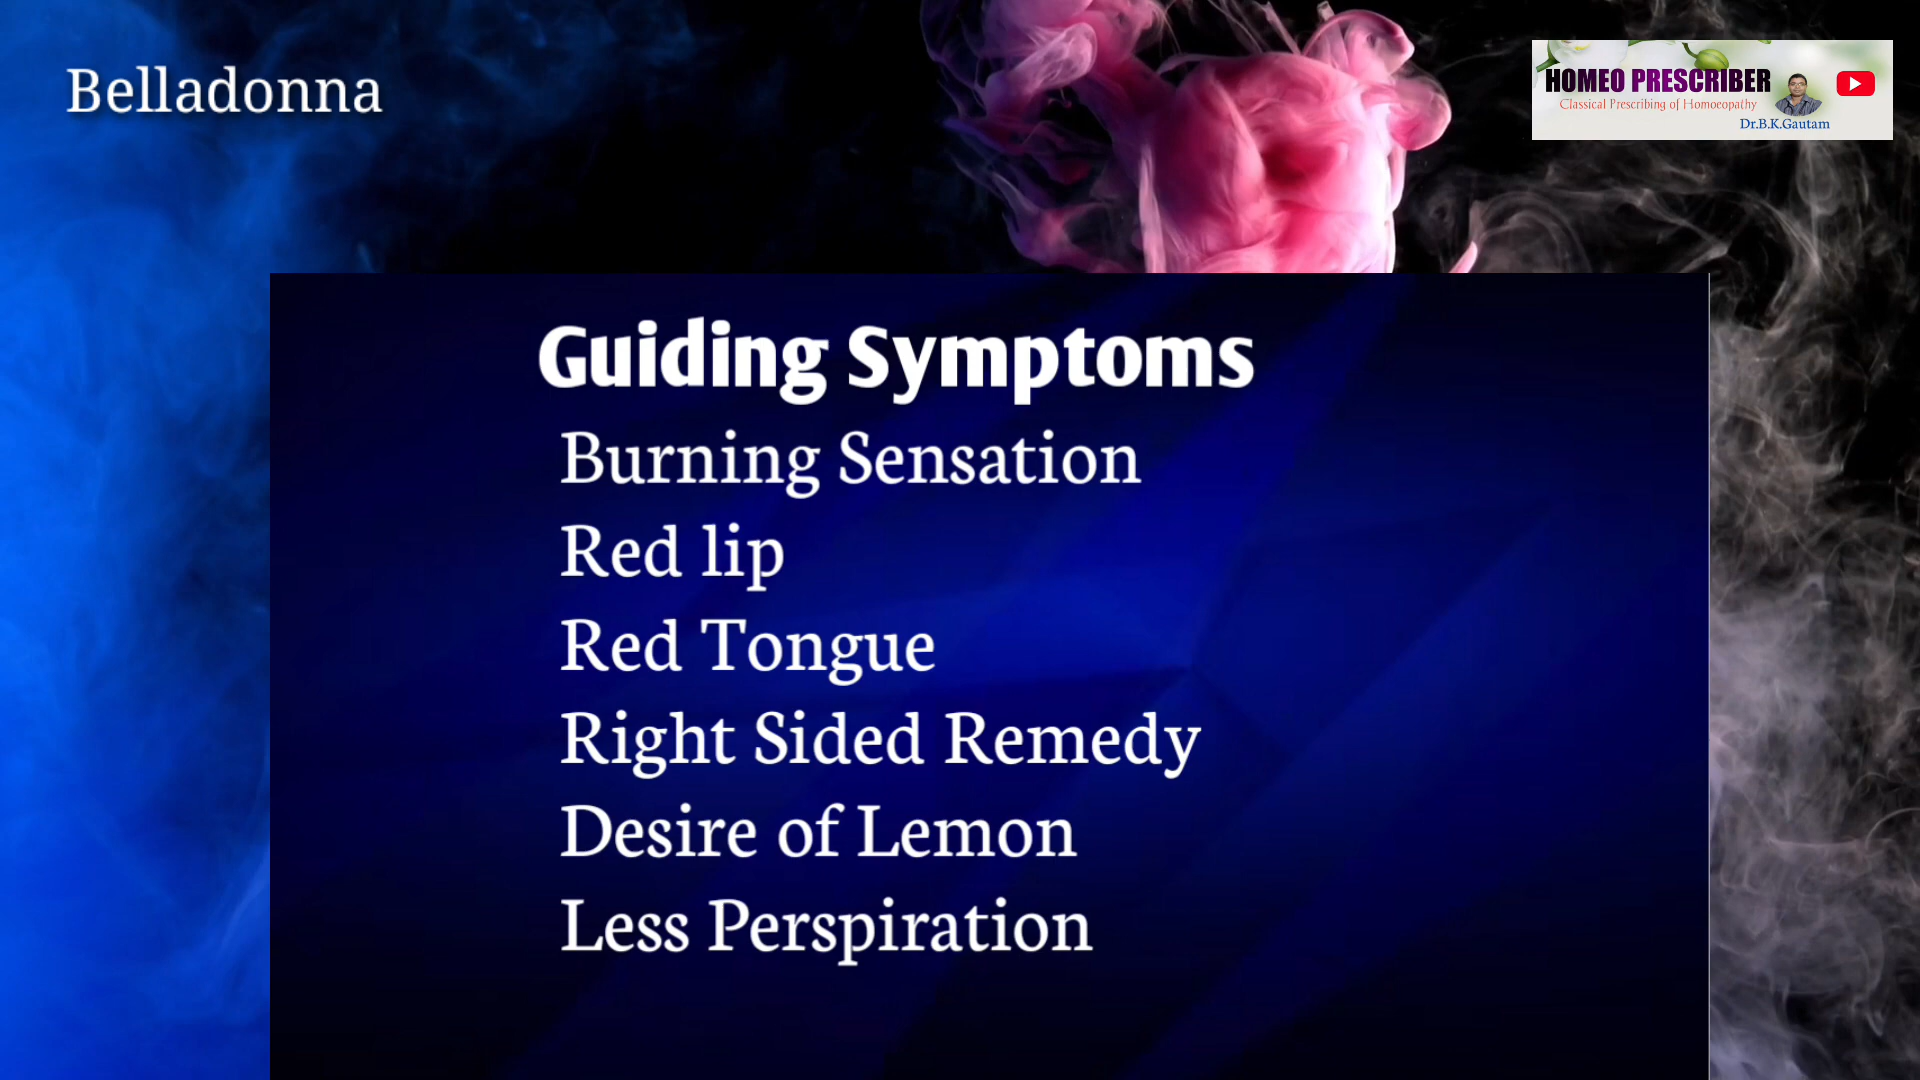 Belladonna
HOMEO PRESCRIBER
Classical Prescribing of Homoeopathy
Dr.B.K.Gautam
Guiding Symptoms
Burning Sensation
Red lip
Red Tongue
Right Sided Remedy
Desire of Lemon
Less Perspiration